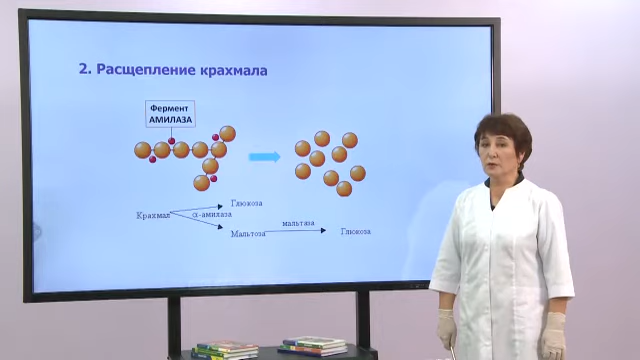 2. Расщепление крахмала
Фермент
АМИЛАЗА
Глюкоза
Крахмал
α-амилаза
мальтаза
Мальтоза
Глюкоза